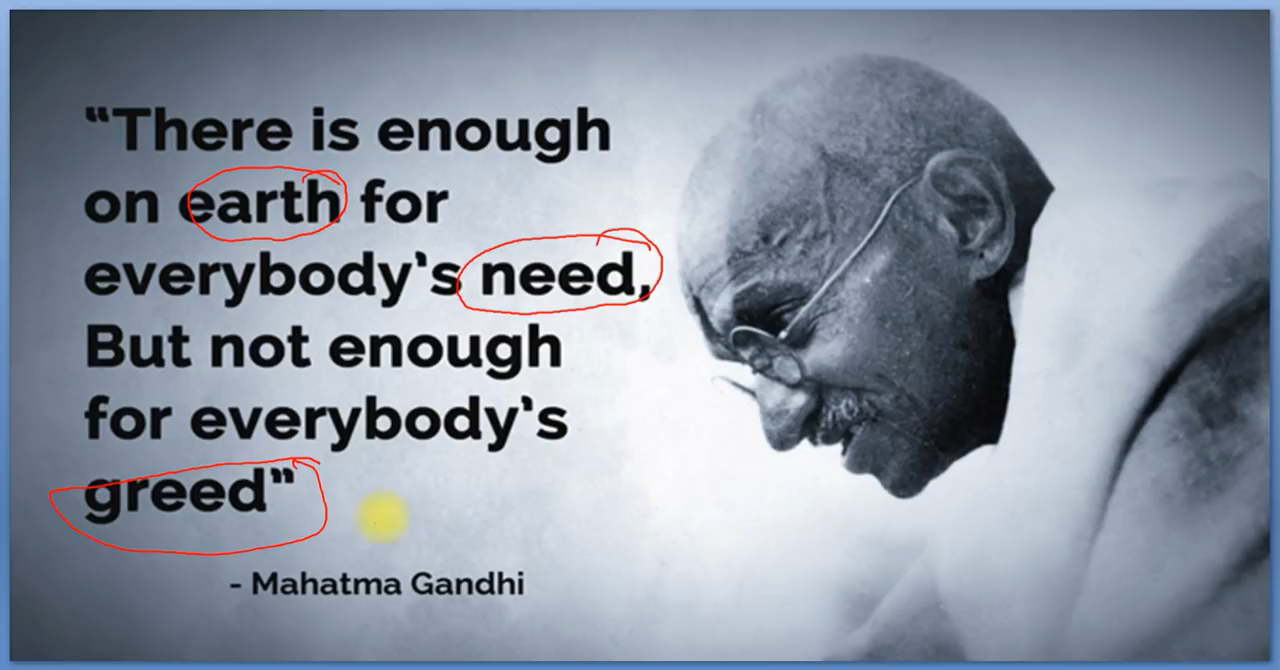 “There is enough
on earth for
everybody’s need,
But not enough
for everybody’s
greed”
- Mahatma Gandhi